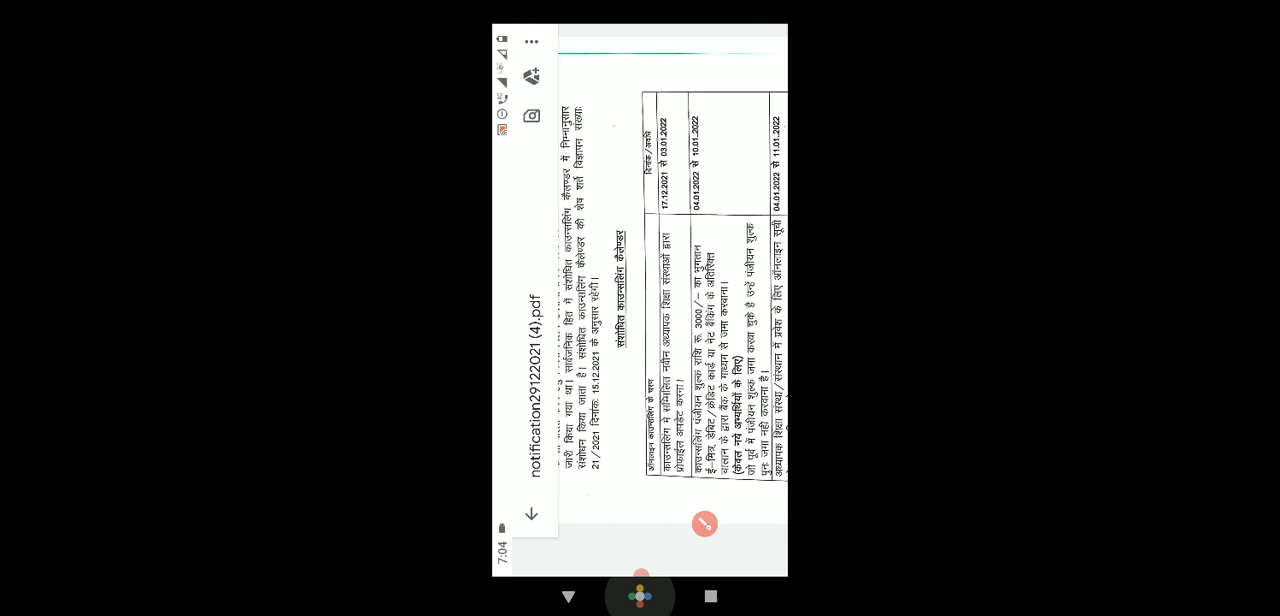 7:04
notification29122021 (4).pdf
जारी किया गया था। सार्वजनिक हित में संशोधित काउन्सलिंग कैलण्डर में निम्नानुसार
संशोधन किया जाता है। संशोधित काउन्सलिंग कैलेण्डर की शेष शर्तें विज्ञापन संख्याः
21/2021 दिनांकः 15.12.2021 के अनुसार रहेगी।
संशोधित काउन्सलिंग कैलेण्डर
ऑनलाइन काउन्सलिंग के चरण दिनांक/अवधि
काउन्सलिंग मे सम्मिलित नवीन अध्यापक शिक्षा संस्थाओं द्वारा 17.12.2021 से 03.01.2022
प्रोफाईल अपडेट करना।
काउन्सलिंग पंजीयन शुल्क राशि रू. 3000/– का भुगतान 04.01.2022 से 10.01.2022
ई–मित्र, डेबिट/क्रेडिट कार्ड या नेट बैंकिंग के अतिरिक्त
चालान के द्वारा बैंक के माध्यम से जमा करवाना।
(केवल नये अभ्यर्थियों के लिए)
जो पूर्व में पंजीयन शुल्क जमा करवा चुके है उन्हें पंजीयन शुल्क
पुनः जमा नही करवाना है।
अध्यापक शिक्षा संस्था/संस्थान में प्रवेश के लिए ऑनलाइन सूची 04.01.2022 से 11.01.2022